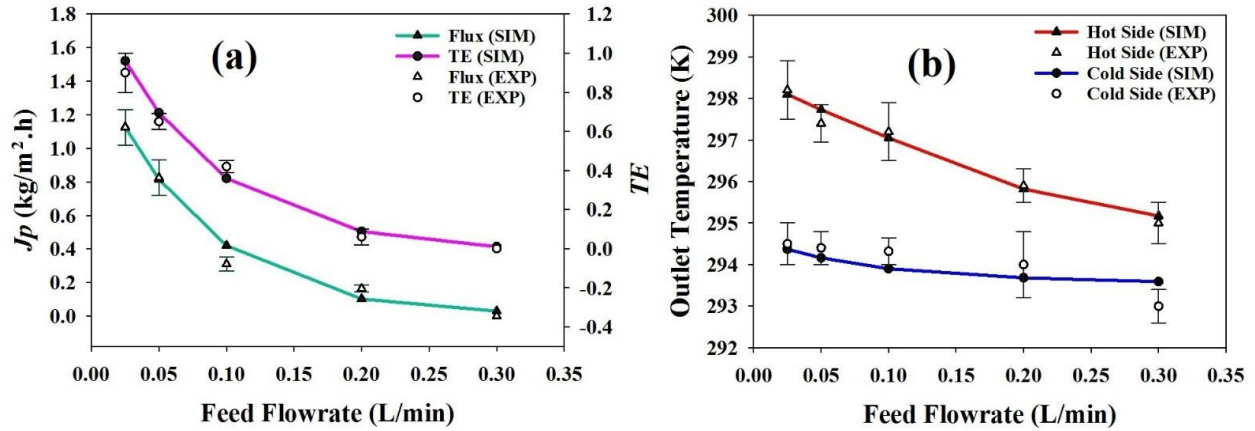 (a)
Flux (SIM)
TE (SIM)
Flux (EXP)
TE (EXP)
Jp (kg/m².h)
1.8
1.6
1.4
1.2
1.0
0.8
0.6
0.4
0.2
0.0
TE
1.2
1.0
0.8
0.6
0.4
0.2
0.0
-0.2
-0.4
0.00 0.05 0.10 0.15 0.20 0.25 0.30 0.35
Feed Flowrate (L/min)
(b)
Hot Side (SIM)
Hot Side (EXP)
Cold Side (SIM)
Cold Side (EXP)
Outlet Temperature (K)
300
299
298
297
296
295
294
293
292
0.00 0.05 0.10 0.15 0.20 0.25 0.30 0.35
Feed Flowrate (L/min)